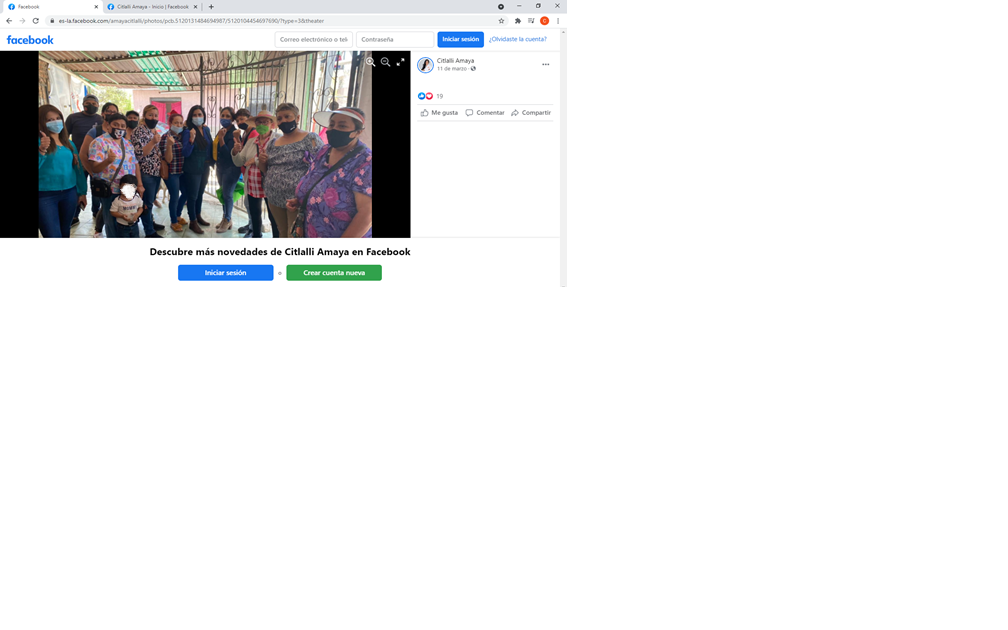 Facebook
Citlalli Amaya - Inicio | Facebook
es-la.facebook.com/amayacitlalli/photos/pcb.5120131484694987/5120104454697690/?type=3&theater
facebook
Correo electrónico o tel
Contraseña
Iniciar sesión
¿Olvidaste la cuenta?
Citlalli Amaya
11 de marzo
19
Me gusta
Comentar
Compartir
Descubre más novedades de Citlalli Amaya en Facebook
Iniciar sesión
o
Crear cuenta nueva